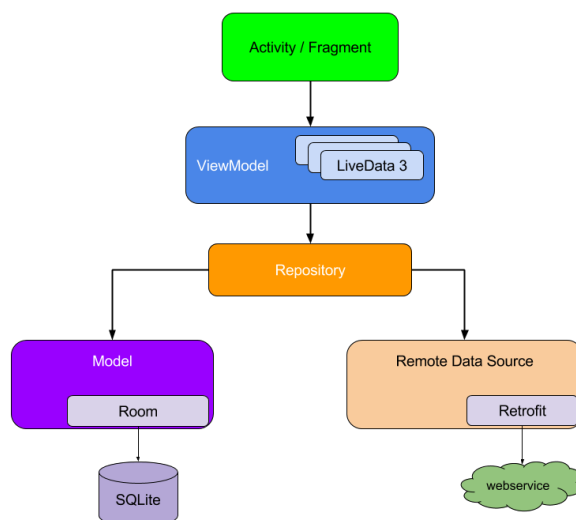 Activity / Fragment
ViewModel
LiveData 3
Repository
Model
Remote Data Source
Room
Retrofit
SQLite
webservice